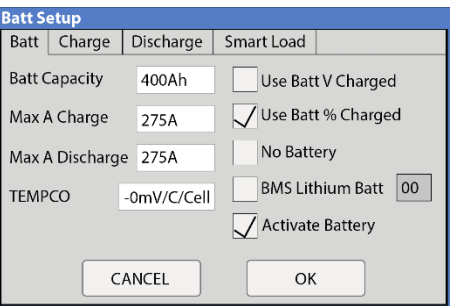 Batt Setup
Batt Charge Discharge Smart Load
Batt Capacity 400Ah Use Batt V Charged
Max A Charge 275A Use Batt % Charged
Max A Discharge 275A No Battery
TEMPCO -0mV/C/Cell BMS Lithium Batt 00
Activate Battery
CANCEL OK